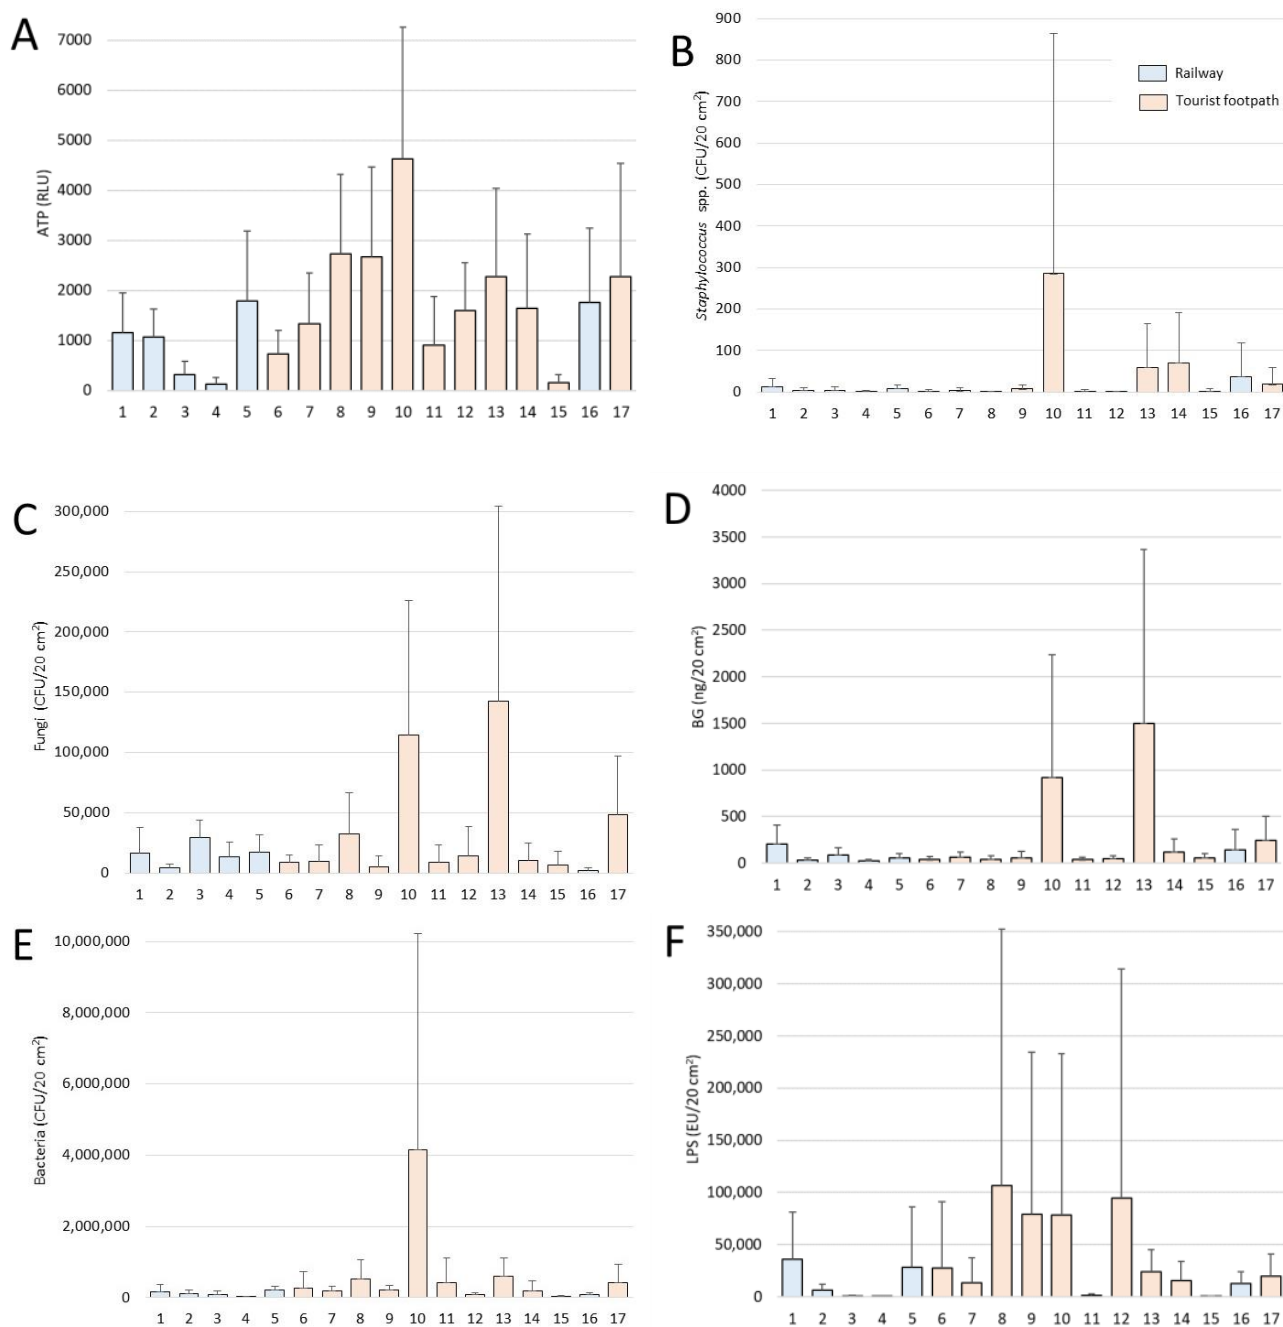 A
7000
6000
5000
4000
3000
2000
1000
0
ATP (RLU)
1 2 3 4 5 6 7 8 9 10 11 12 13 14 15 16 17
B
900
800
700
600
500
400
300
200
100
0
Staphylococcus spp. (CFU/20 cm²)
Railway
Tourist footpath
1 2 3 4 5 6 7 8 9 10 11 12 13 14 15 16 17
C
300,000
250,000
200,000
150,000
100,000
50,000
0
Fungi (CFU/20 cm²)
1 2 3 4 5 6 7 8 9 10 11 12 13 14 15 16 17
D
4000
3500
3000
2500
2000
1500
1000
500
0
BG (ng/20 cm²)
1 2 3 4 5 6 7 8 9 10 11 12 13 14 15 16 17
E
10,000,000
8,000,000
6,000,000
4,000,000
2,000,000
0
Bacteria (CFU/20 cm²)
1 2 3 4 5 6 7 8 9 10 11 12 13 14 15 16 17
F
350,000
300,000
250,000
200,000
150,000
100,000
50,000
0
LPS (EU/20 cm²)
1 2 3 4 5 6 7 8 9 10 11 12 13 14 15 16 17